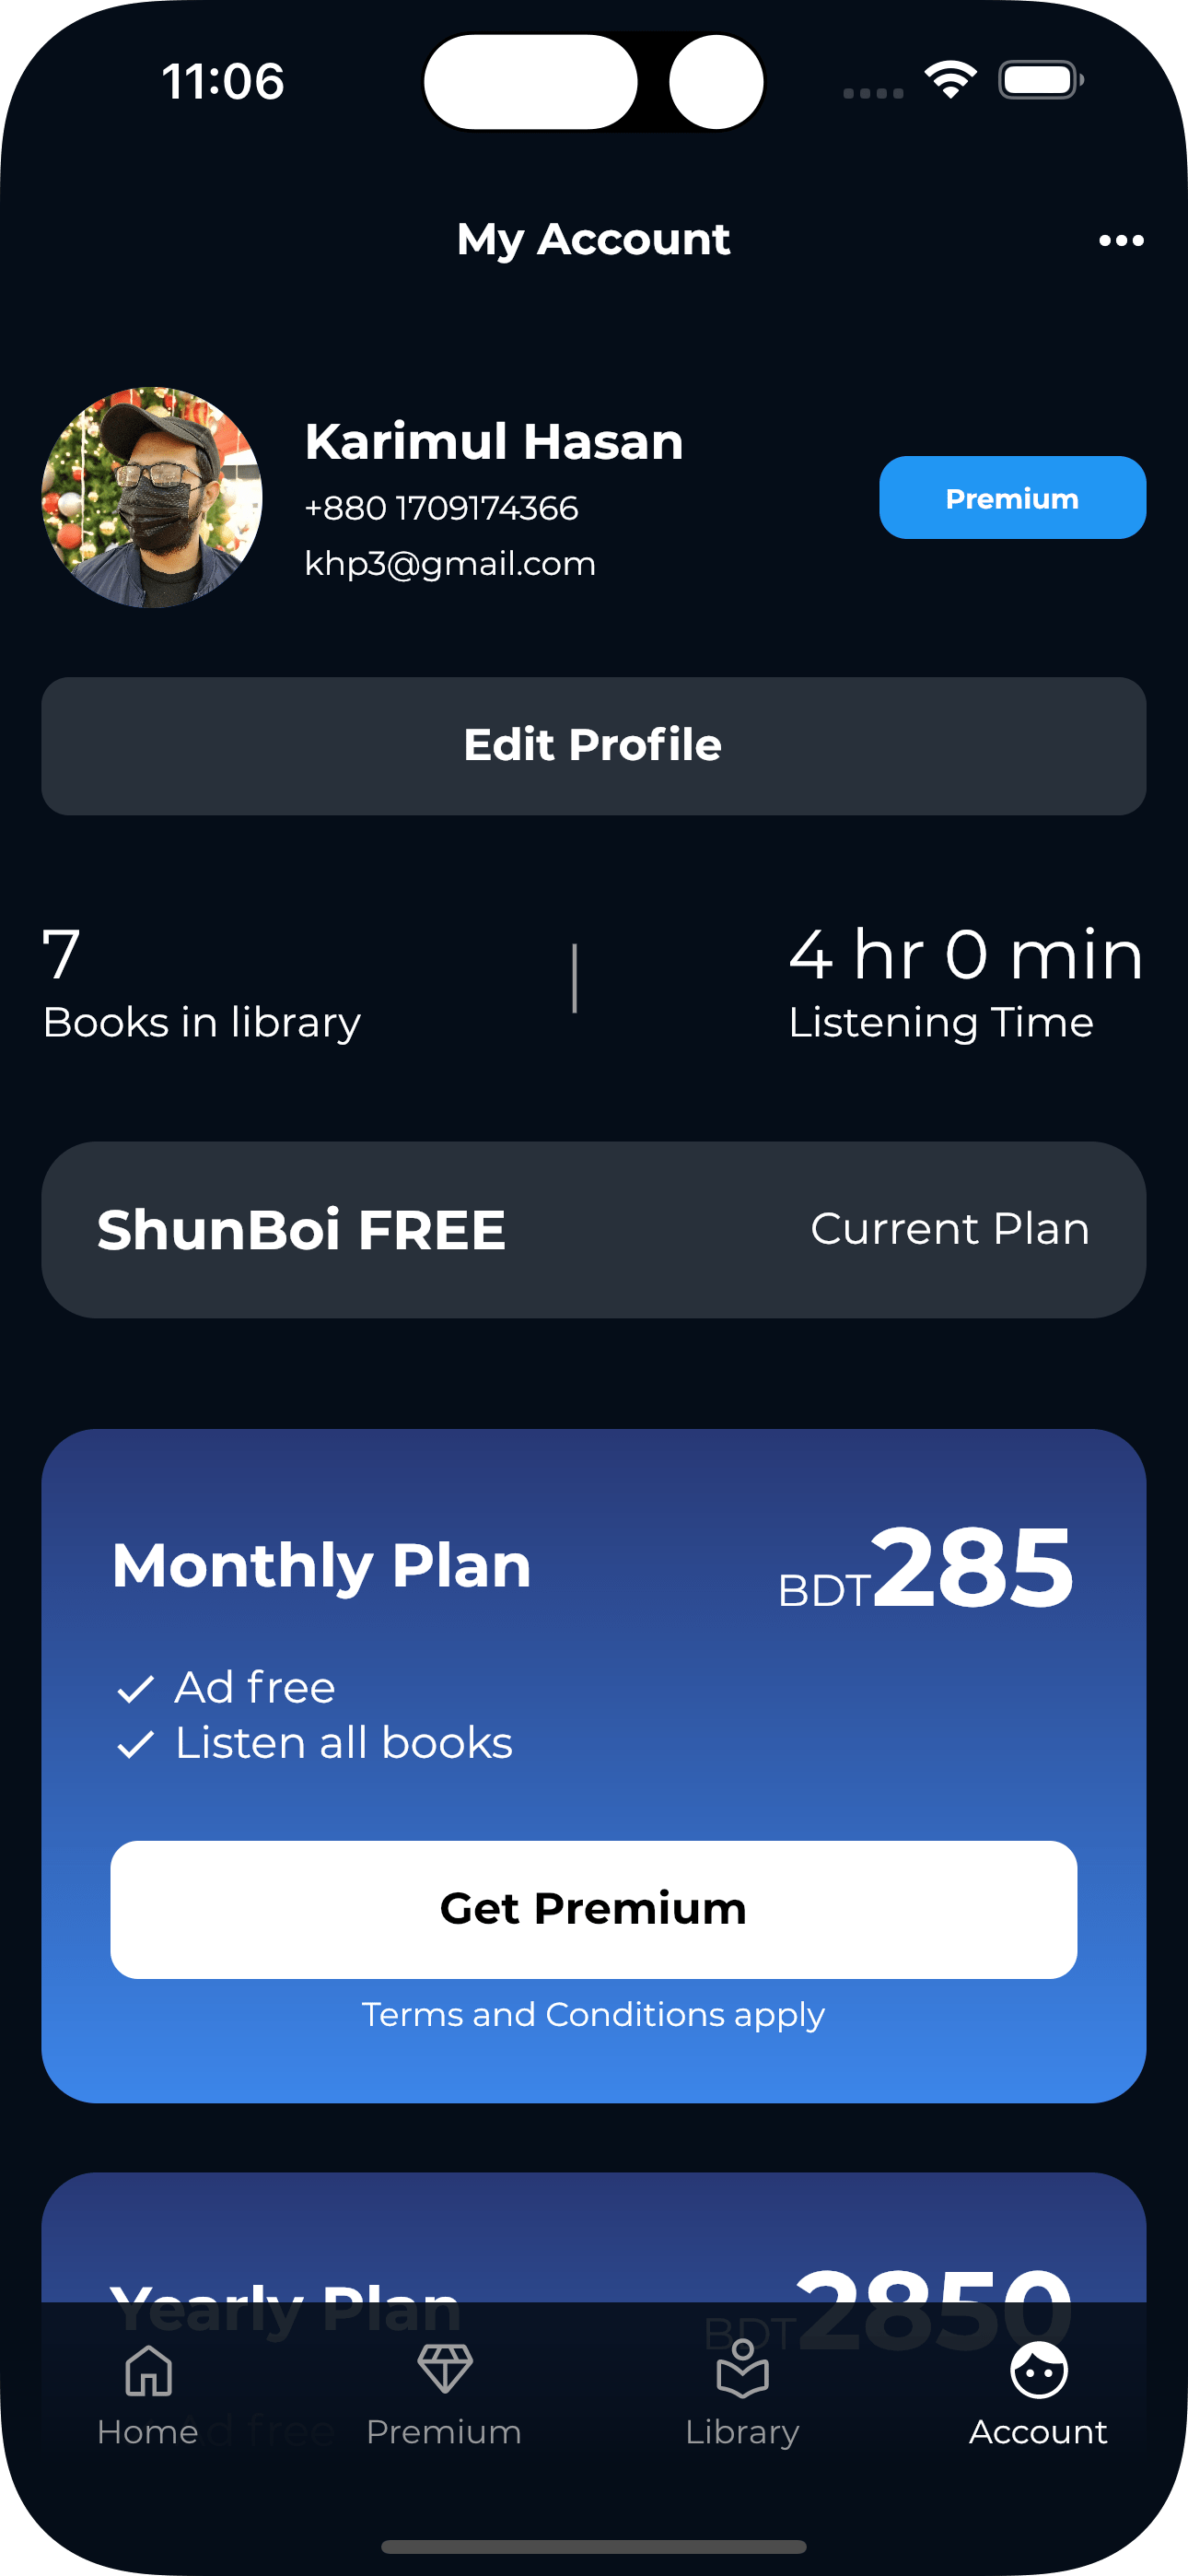 11:06
My Account
Karimul Hasan
+880 1709174366
khp3@gmail.com
Premium
Edit Profile
7
Books in library
4 hr 0 min
Listening Time
ShunBoi FREE
Current Plan
Monthly Plan
BDT285
Ad free
Listen all books
Get Premium
Terms and Conditions apply
Yearly Plan
BDT2850
Ad free
Home
Premium
Library
Account